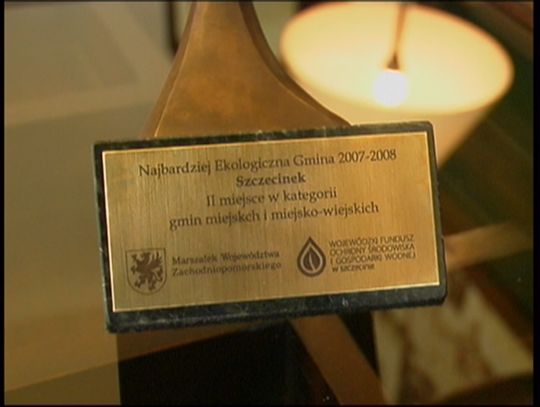 Najbardziej Ekologiczna Gmina 2007-2008
Szczecinek
II miejsce w kategorii
gmin miejskch i miejsko-wiejskich
Marszałek Województwa
Zachodniopomorskiego
WOJEWÓDZKI FUNDUSZ
OCHRONY ŚRODOWISKA
I GOSPODARKI WODNEJ
W SZCZECINIE